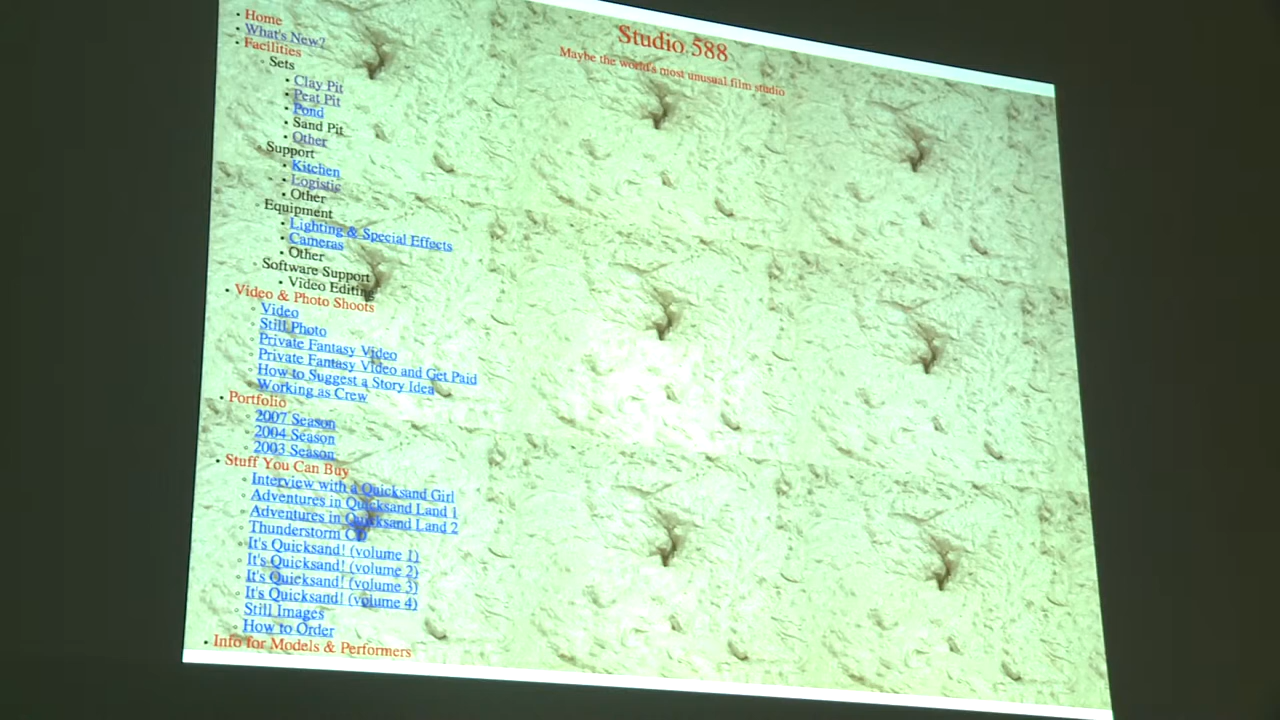 Studio 588
Maybe the world's most unusual film studio
Home
What's New?
Facilities
Sets
Clay Pit
Peat Pit
Pond
Sand Pit
Other
Support
Kitchen
Logistic
Other
Equipment
Lighting & Special Effects
Cameras
Other
Software Support
Video Editing
Video & Photo Shoots
Video
Still Photo
Private Fantasy Video
Private Fantasy Video and Get Paid
How to Suggest a Story Idea
Working as Crew
Portfolio
2007 Season
2004 Season
2003 Season
Stuff You Can Buy
Interview with a Quicksand Girl
Adventures in Quicksand Land 1
Adventures in Quicksand Land 2
Thunderstorm CD
It's Quicksand! (volume 1)
It's Quicksand! (volume 2)
It's Quicksand! (volume 3)
It's Quicksand! (volume 4)
Still Images
How to Order
Info for Models & Performers